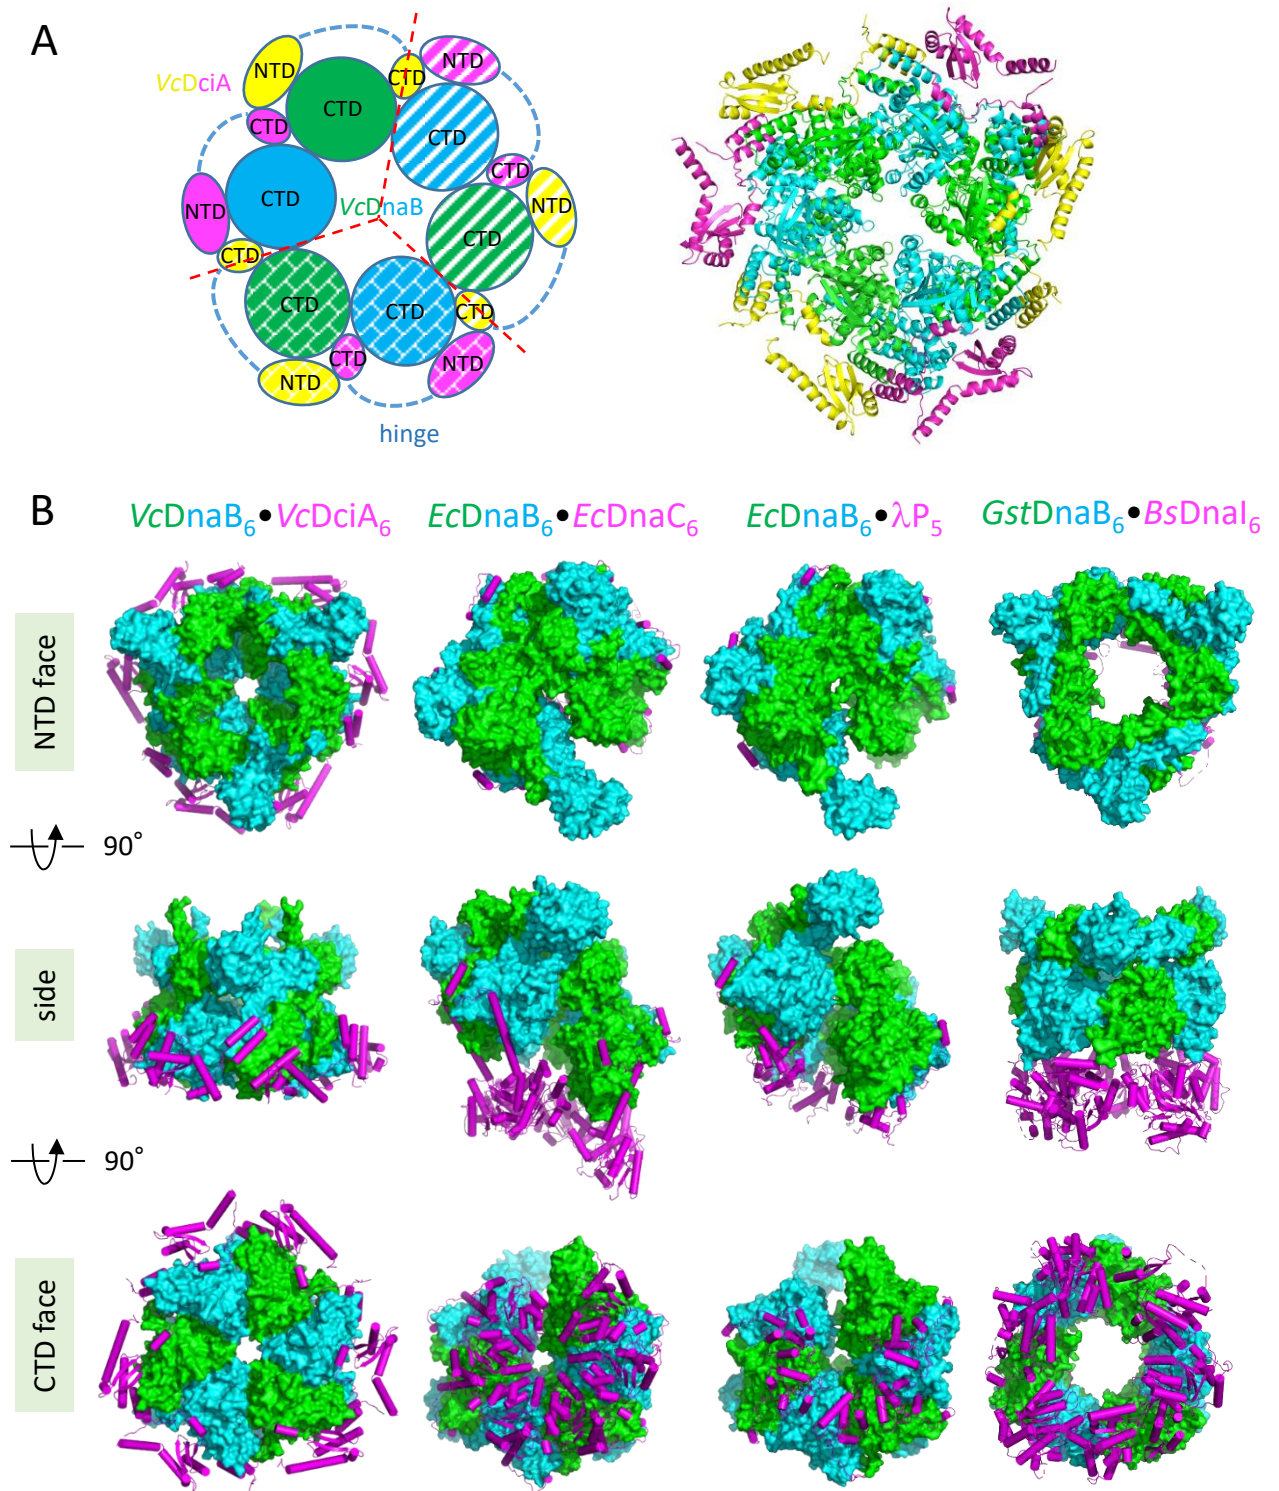 A
VcDciA
NTD
CTD
CTD
CTD
NTD
CTD
CTD
CTD
NTD
CTD
NTD
VcDnaB
CTD
CTD
CTD
CTD
CTD
CTD
NTD
NTD
hinge
B
VcDnaB6•VcDciA6
EcDnaB6•EcDnaC6
EcDnaB6•λP5
GstDnaB6•BsDnaI6
NTD face
90°
side
90°
CTD face